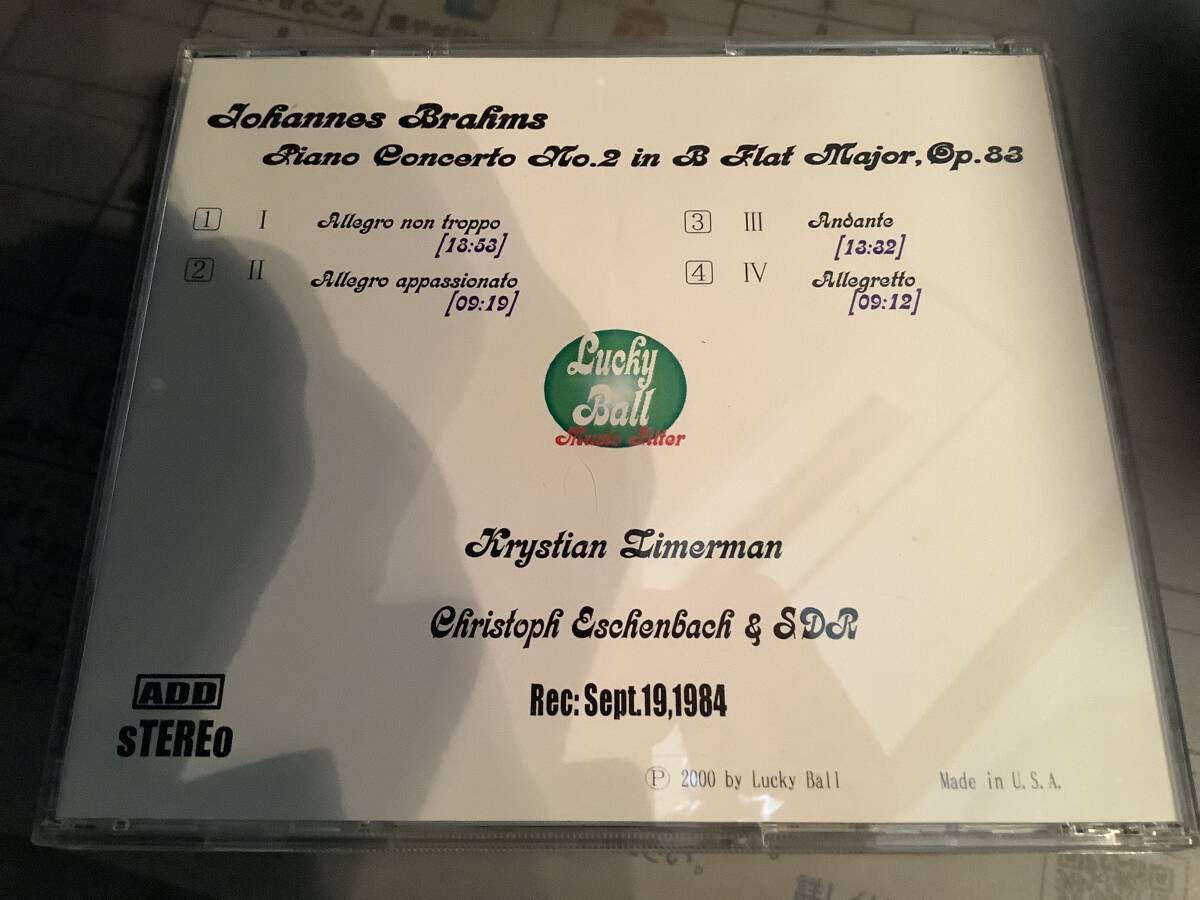 Johannes Brahms
Piano Concerto No.2 in B Flat Major,Op.83
1 I Allegro non troppo
[13:53]
2 II Allegro appassionato
[09:19]
3 III Andante
[13:32]
4 IV Allegretto
[09:12]
Lucky
Ball
Krystian Zimerman
Christoph Eschenbach & SDR
Rec: Sept.19,1984
ADD
sTEREo
Ⓟ 2000 by Lucky Ball
Made in U.S.A.